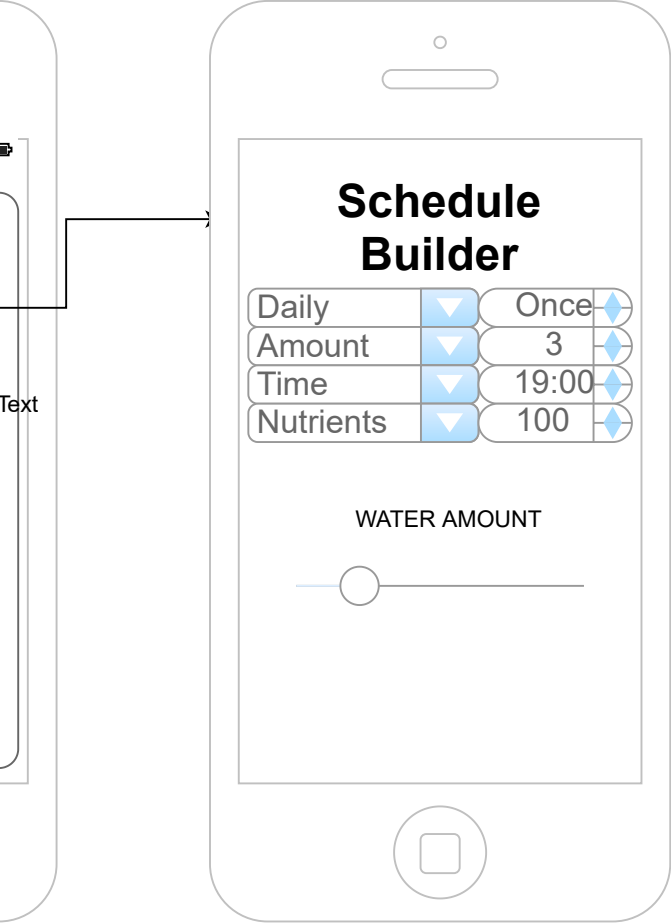 Schedule
Builder
Daily Once
Amount 3
Time 19:00
Nutrients 100
Text
WATER AMOUNT